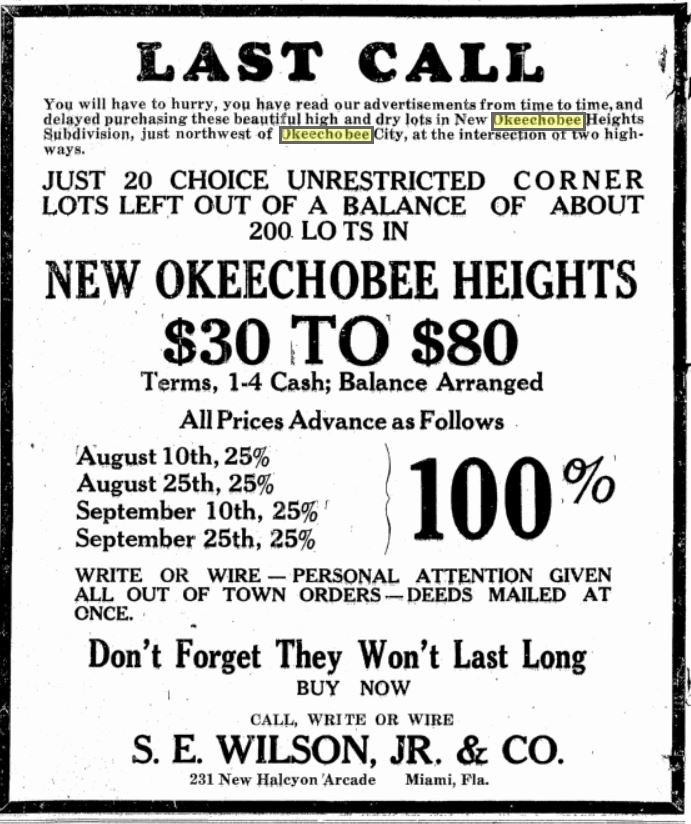 LAST CALL
You will have to hurry, you have read our advertisements from time to time, and
delayed purchasing these beautiful high and dry lots in New Okeechobee Heights
Subdivision, just northwest of Okeechobee City, at the intersection of two high-
ways.
JUST 20 CHOICE UNRESTRICTED CORNER
LOTS LEFT OUT OF A BALANCE OF ABOUT
200 LOTS IN
NEW OKEECHOBEE HEIGHTS
$30 TO $80
Terms, 1-4 Cash; Balance Arranged
All Prices Advance as Follows
August 10th, 25%
August 25th, 25%
September 10th, 25%
September 25th, 25%
100%
WRITE OR WIRE — PERSONAL ATTENTION GIVEN
ALL OUT OF TOWN ORDERS — DEEDS MAILED AT
ONCE.
Don't Forget They Won't Last Long
BUY NOW
CALL, WRITE OR WIRE
S. E. WILSON, JR. & CO.
231 New Halcyon Arcade Miami, Fla.